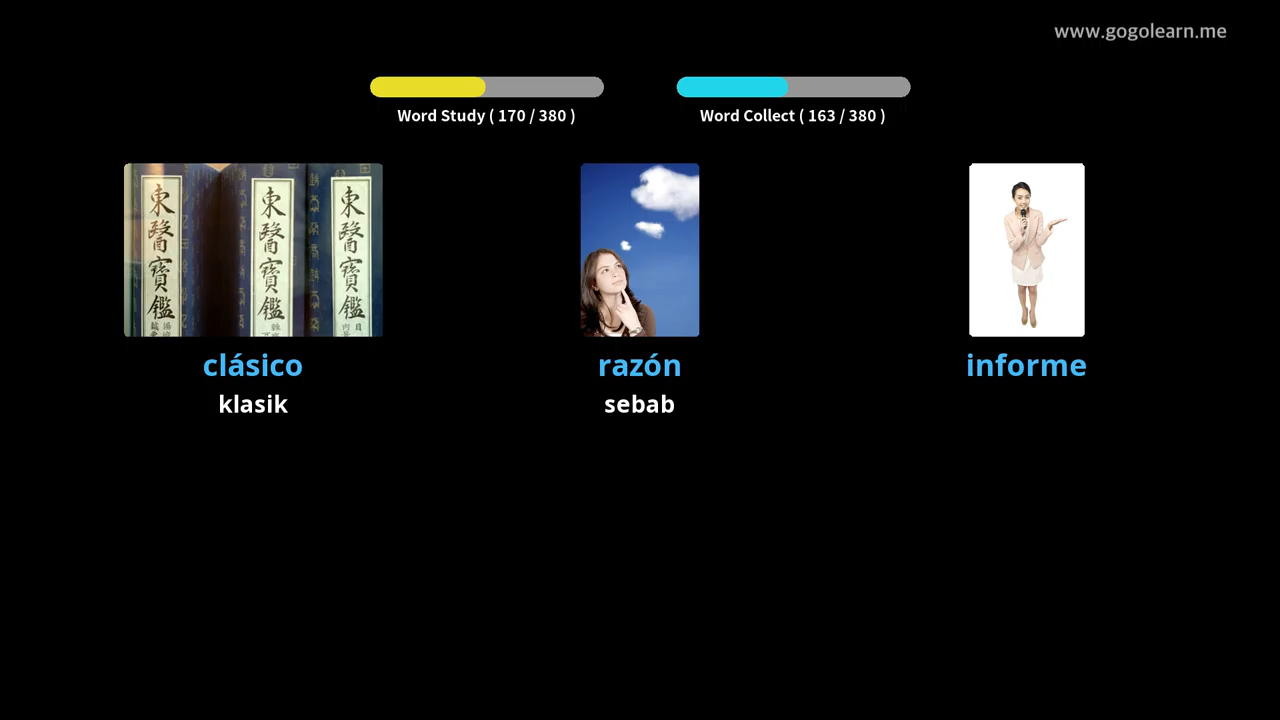 www.gogolearn.me
Word Study ( 170 / 380 )
Word Collect ( 163 / 380 )
東醫寶鑑
東醫寶鑑
東醫寶鑑
clásico
razón
informe
klasik
sebab